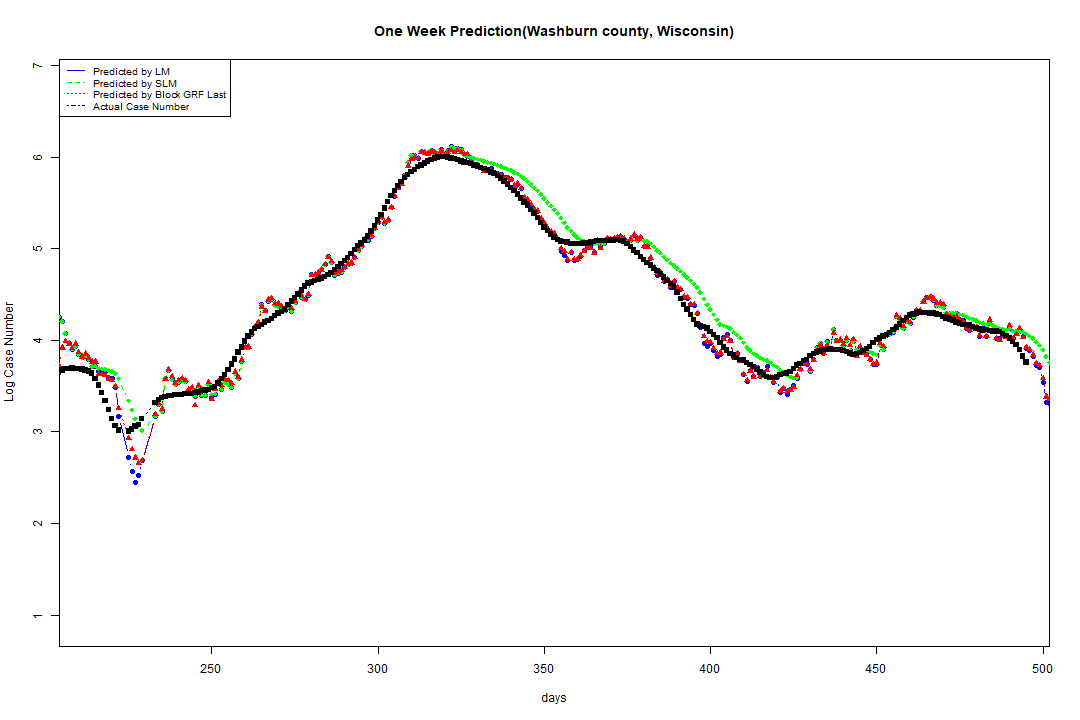 One Week Prediction(Washburn county, Wisconsin)
Predicted by LM
Predicted by SLM
Predicted by Block GRF Last
Actual Case Number
7
6
5
4
3
2
1
Log Case Number
250 300 350 400 450 500
days